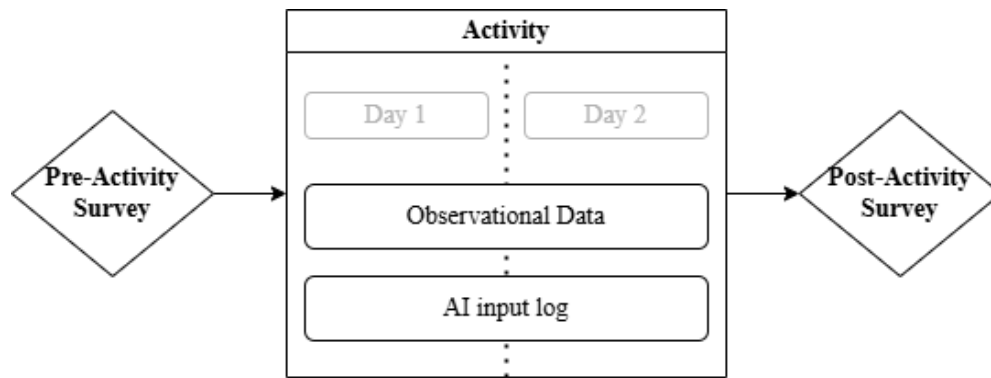 Activity
Day 1
Day 2
Pre-Activity
Survey
Observational Data
AI input log
Post-Activity
Survey